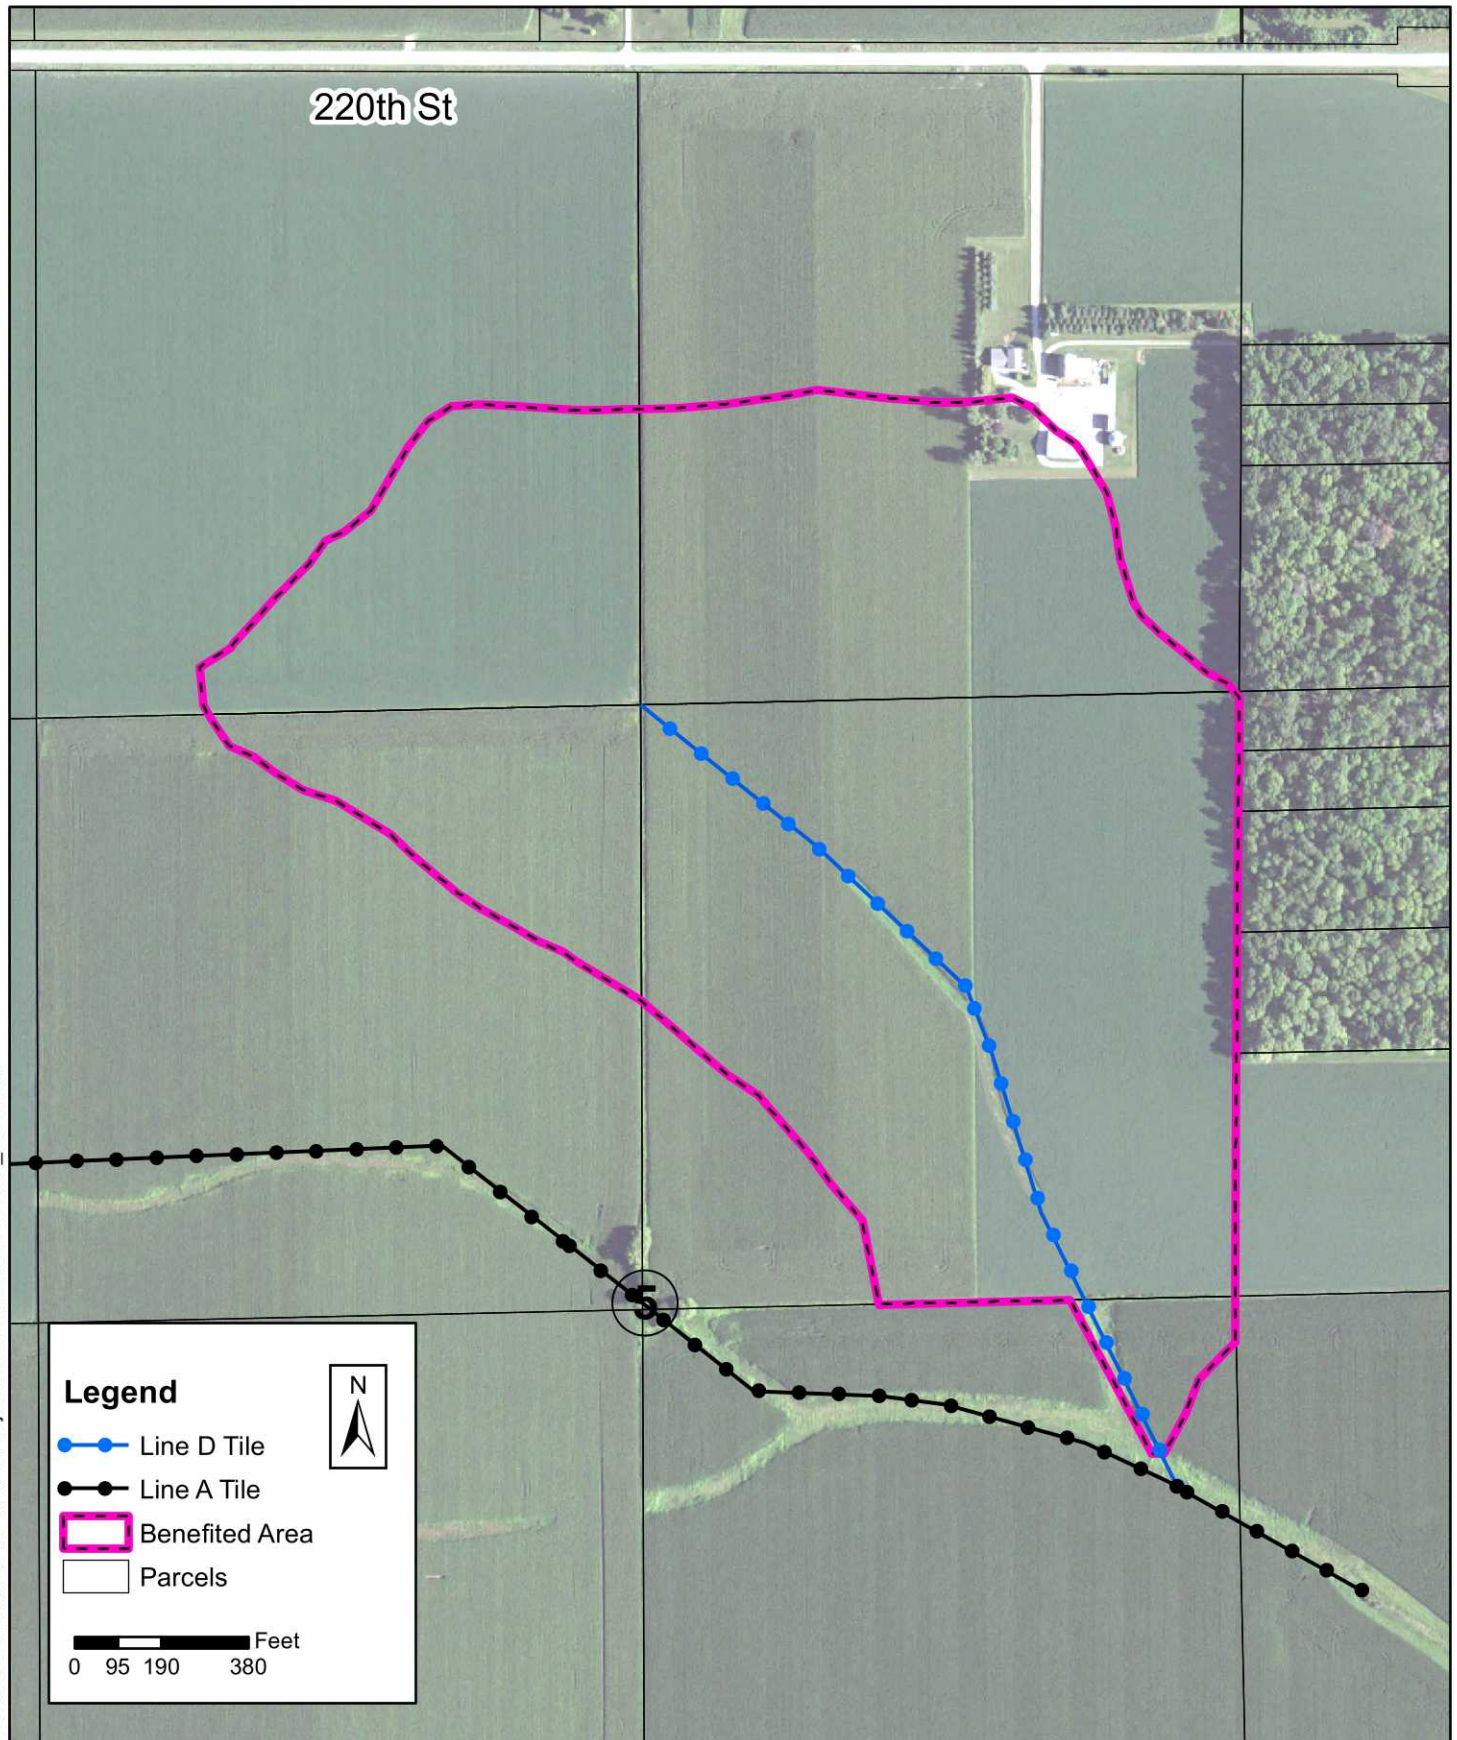 220th St
5
Legend
N
Line D Tile
Line A Tile
Benefited Area
Parcels
Feet
0 95 190 380